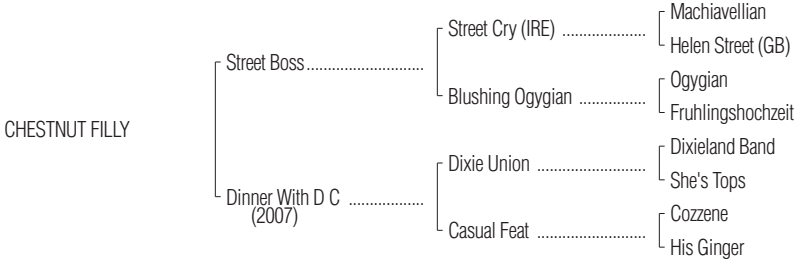 Machiavellian
Street Cry (IRE) ....................
Helen Street (GB)
Street Boss............................
Ogygian
Blushing Ogygian ................
Fruhlingshochzeit
CHESTNUT FILLY
Dixieland Band
Dixie Union ..........................
She's Tops
Dinner With D C ..................
(2007)
Cozzene
Casual Feat ..........................
His Ginger